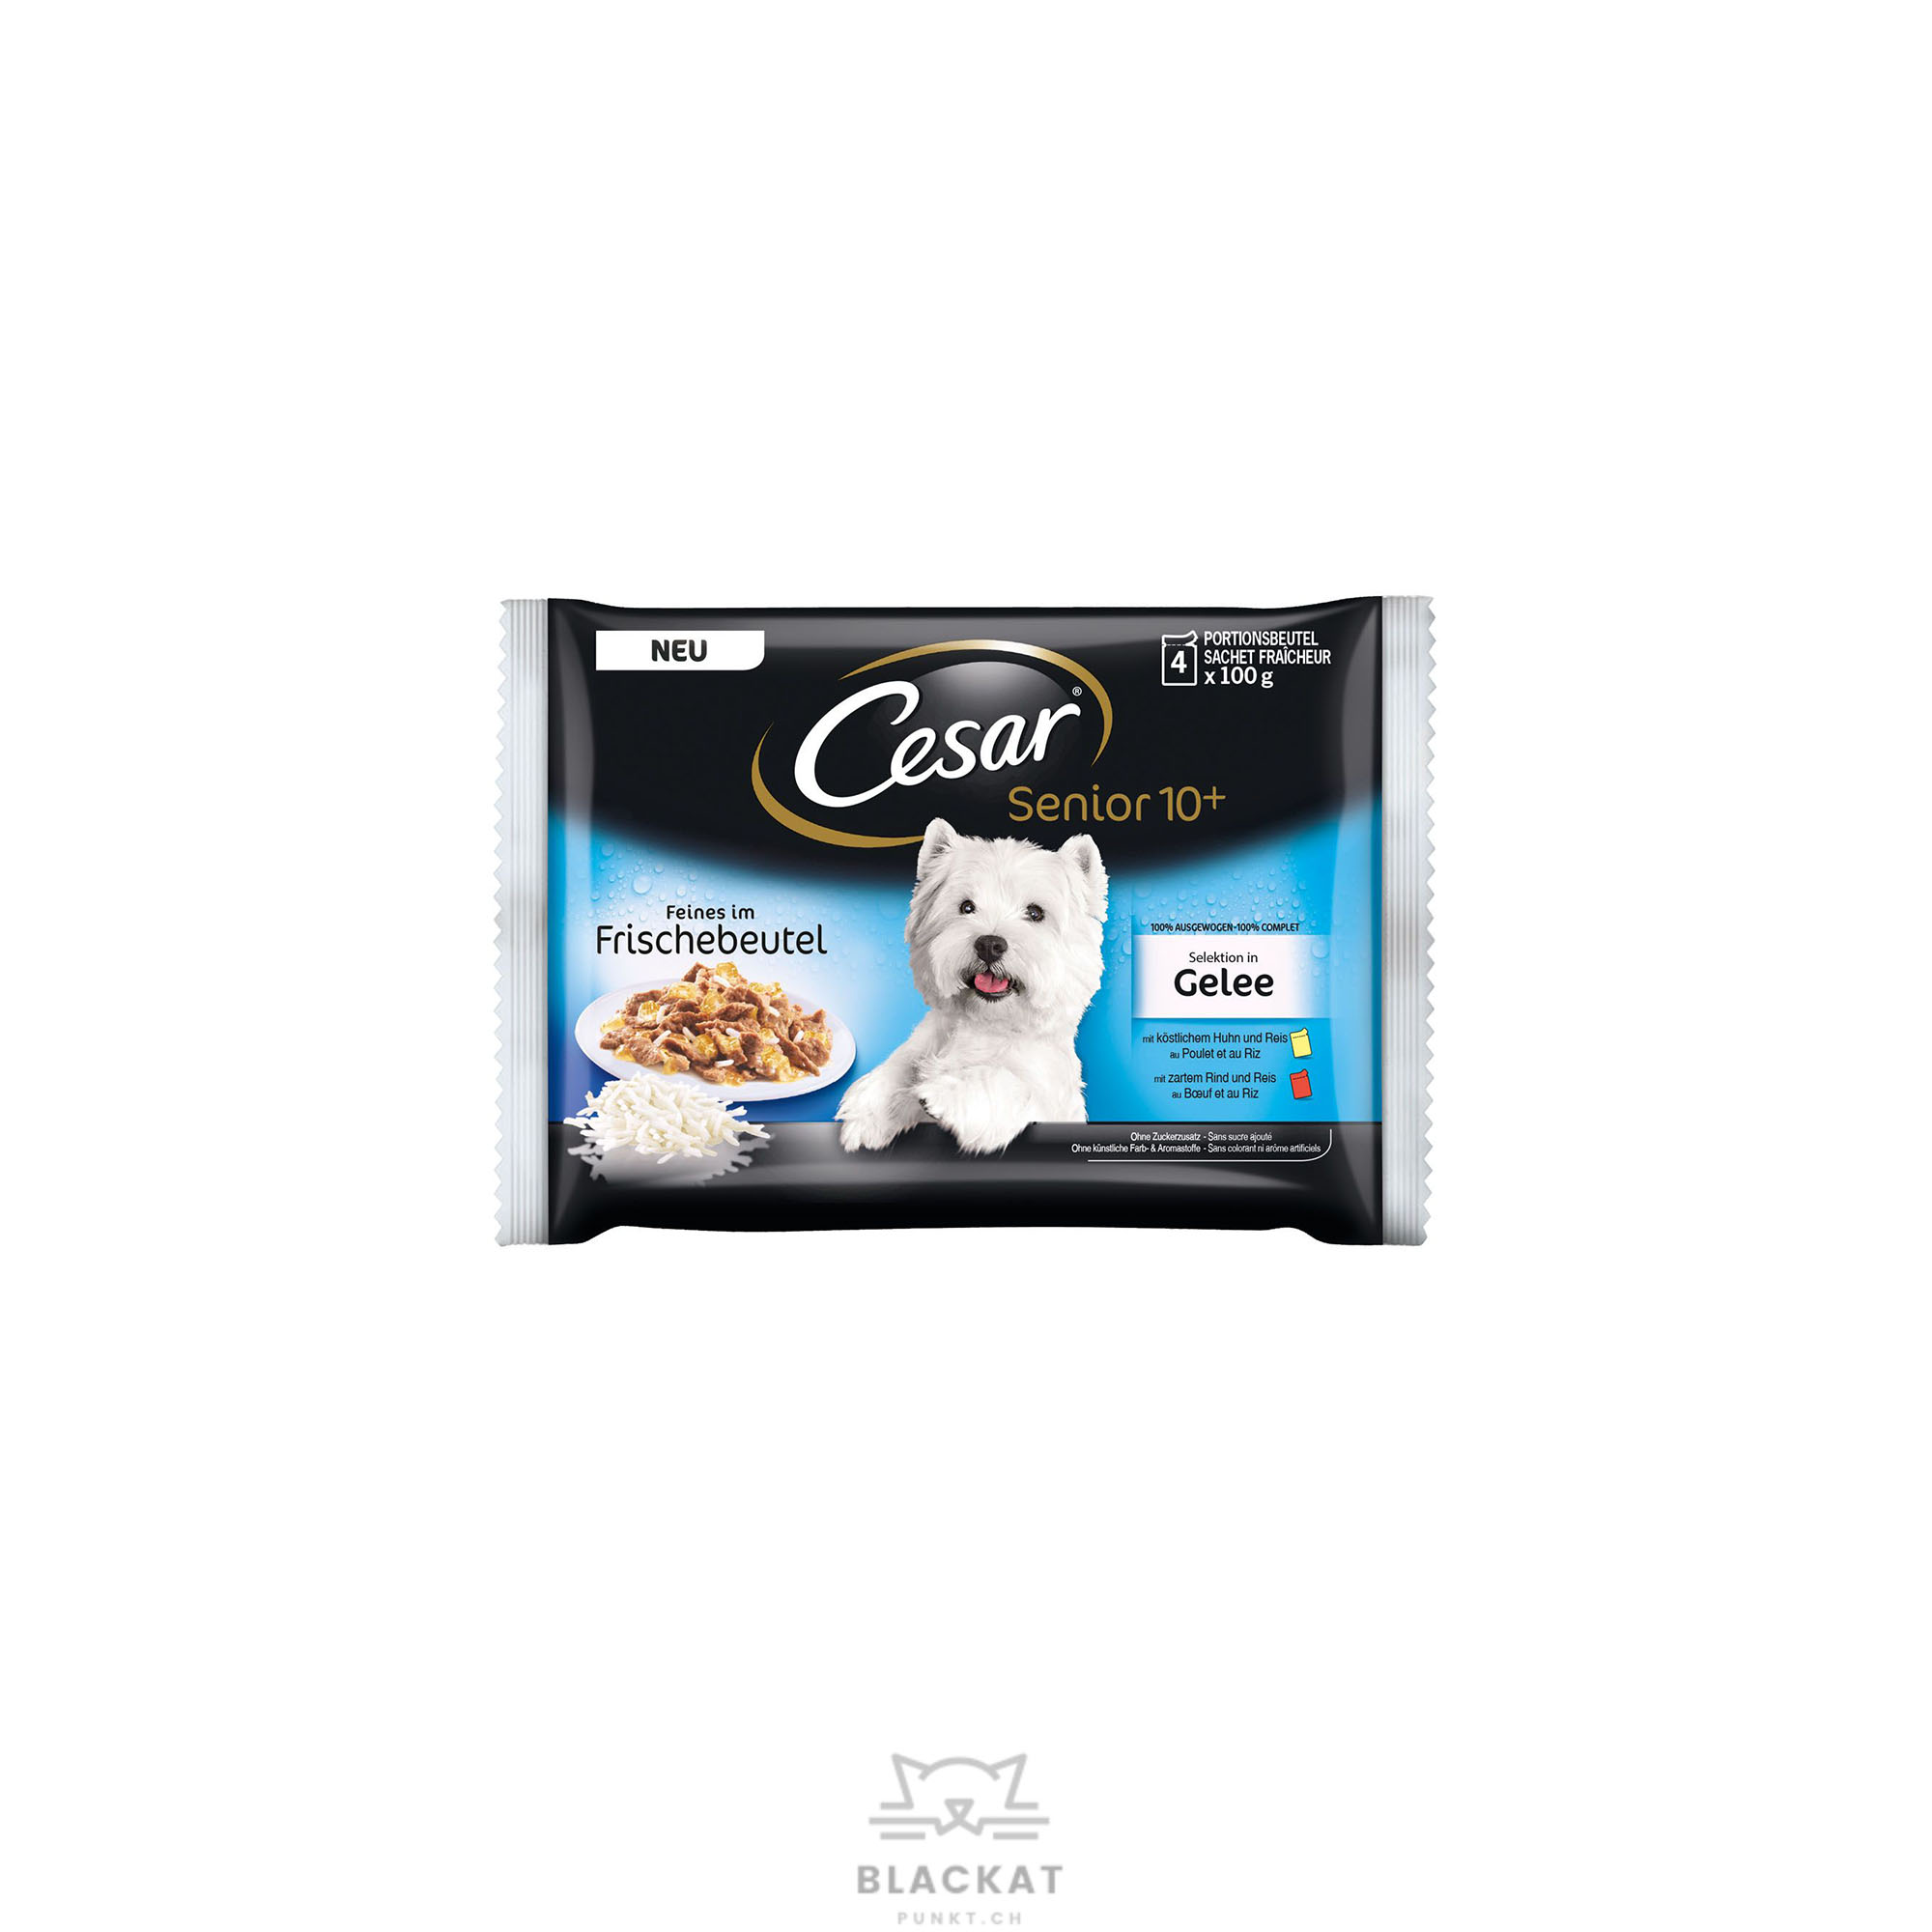 NEU
4
PORTIONSBEUTEL
SACHET FRAÎCHEUR
x 100 g
Cesar®
Senior 10+
Feines im
Frischebeutel
100% AUSGEWOGEN-100% COMPLET
Selektion in
Gelee
mit köstlichem Huhn und Reis
au Poulet et au Riz
mit zartem Rind und Reis
au Bœuf et au Riz
Ohne Zuckerzusatz - Sans sucre ajouté
Ohne künstliche Farb- & Aromastoffe - Sans colorant ni arôme artificiels
BLACKAT
PUNKT.CH